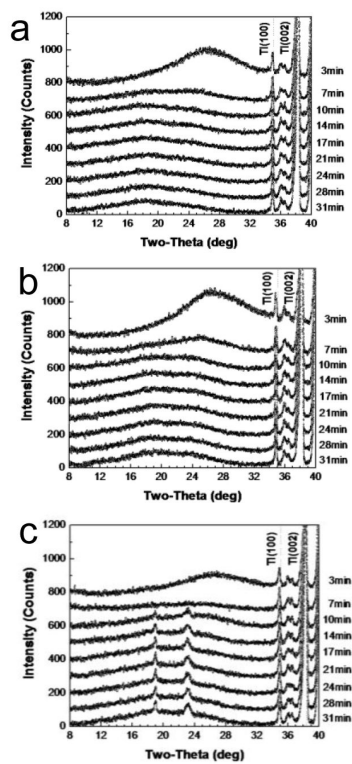 a
1200
1000
800
600
400
200
0
Intensity (Counts)
Ti(100)
Ti(002)
3min
7min
10min
14min
17min
21min
24min
28min
31min
8 12 16 20 24 28 32 36 40
Two-Theta (deg)
b
1200
1000
800
600
400
200
0
Intensity (Counts)
Ti(100)
Ti(002)
3min
7min
10min
14min
17min
21min
24min
28min
31min
8 12 16 20 24 28 32 36 40
Two-Theta (deg)
c
1200
1000
800
600
400
200
0
Intensity (Counts)
Ti(100)
Ti(002)
3min
7min
10min
14min
17min
21min
24min
28min
31min
8 12 16 20 24 28 32 36 40
Two-Theta (deg)